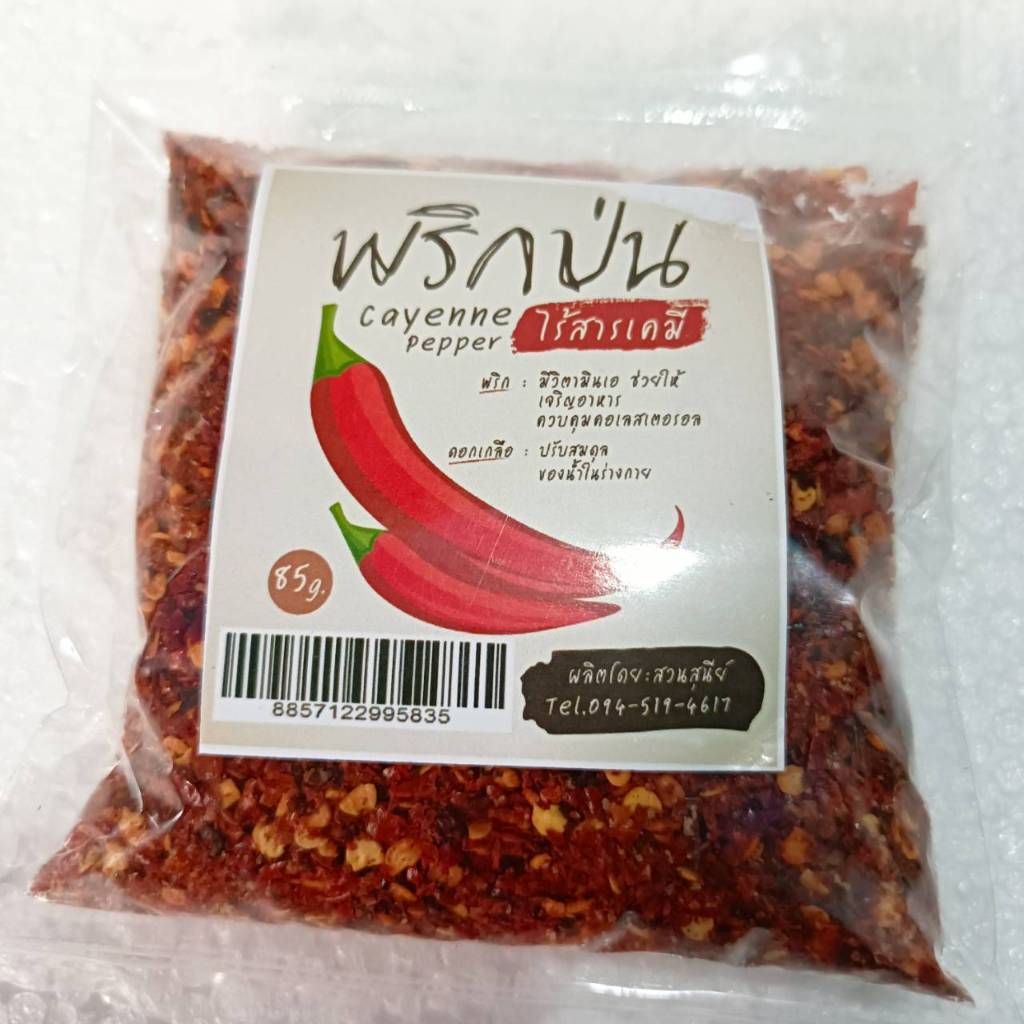 พริกป่น
Cayenne
Pepper
ไร้สารเคมี
พริก : มีวิตามินเอ ช่วยให้
เจริญอาหาร
ควบคุมคอเลสเตอรอล
ดอกเกลือ : ปรับสมดุล
ของน้ำในร่างกาย
85g.
8857122995835
ผลิตโดย : สวนสุนีย์
Tel.094-519-4617